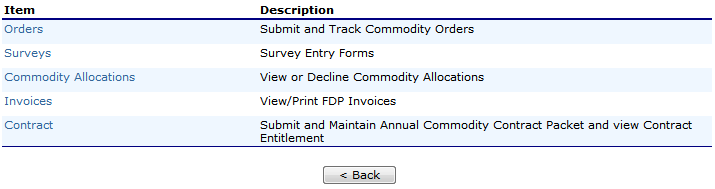 Item Description
Orders Submit and Track Commodity Orders
Surveys Survey Entry Forms
Commodity Allocations View or Decline Commodity Allocations
Invoices View/Print FDP Invoices
Contract Submit and Maintain Annual Commodity Contract Packet and view Contract
Entitlement
< Back